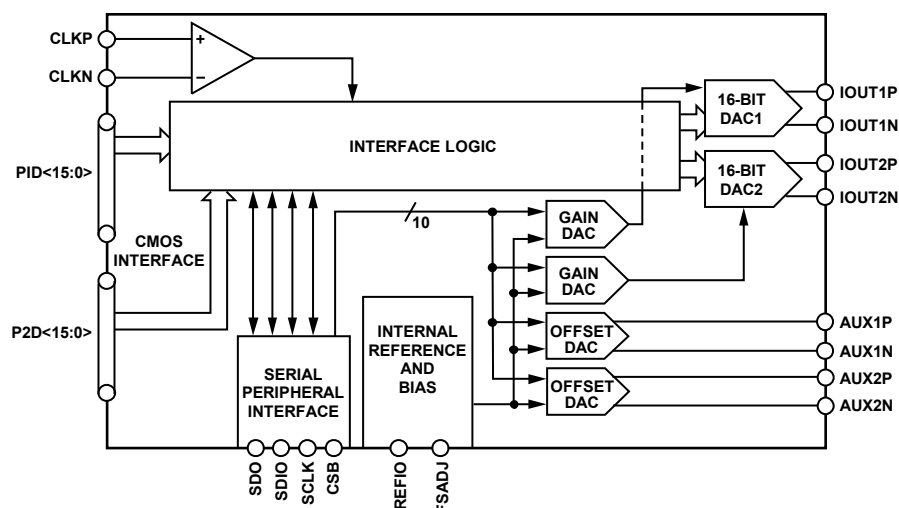 CLKP
CLKN
+
–
PID<15:0>
P2D<15:0>
CMOS
INTERFACE
INTERFACE LOGIC
16-BIT
DAC1
16-BIT
DAC2
IOUT1P
IOUT1N
IOUT2P
IOUT2N
10
GAIN
DAC
GAIN
DAC
OFFSET
DAC
OFFSET
DAC
AUX1P
AUX1N
AUX2P
AUX2N
SERIAL
PERIPHERAL
INTERFACE
INTERNAL
REFERENCE
AND
BIAS
SDO
SDIO
SCLK
CSB
REFIO
FSADJ